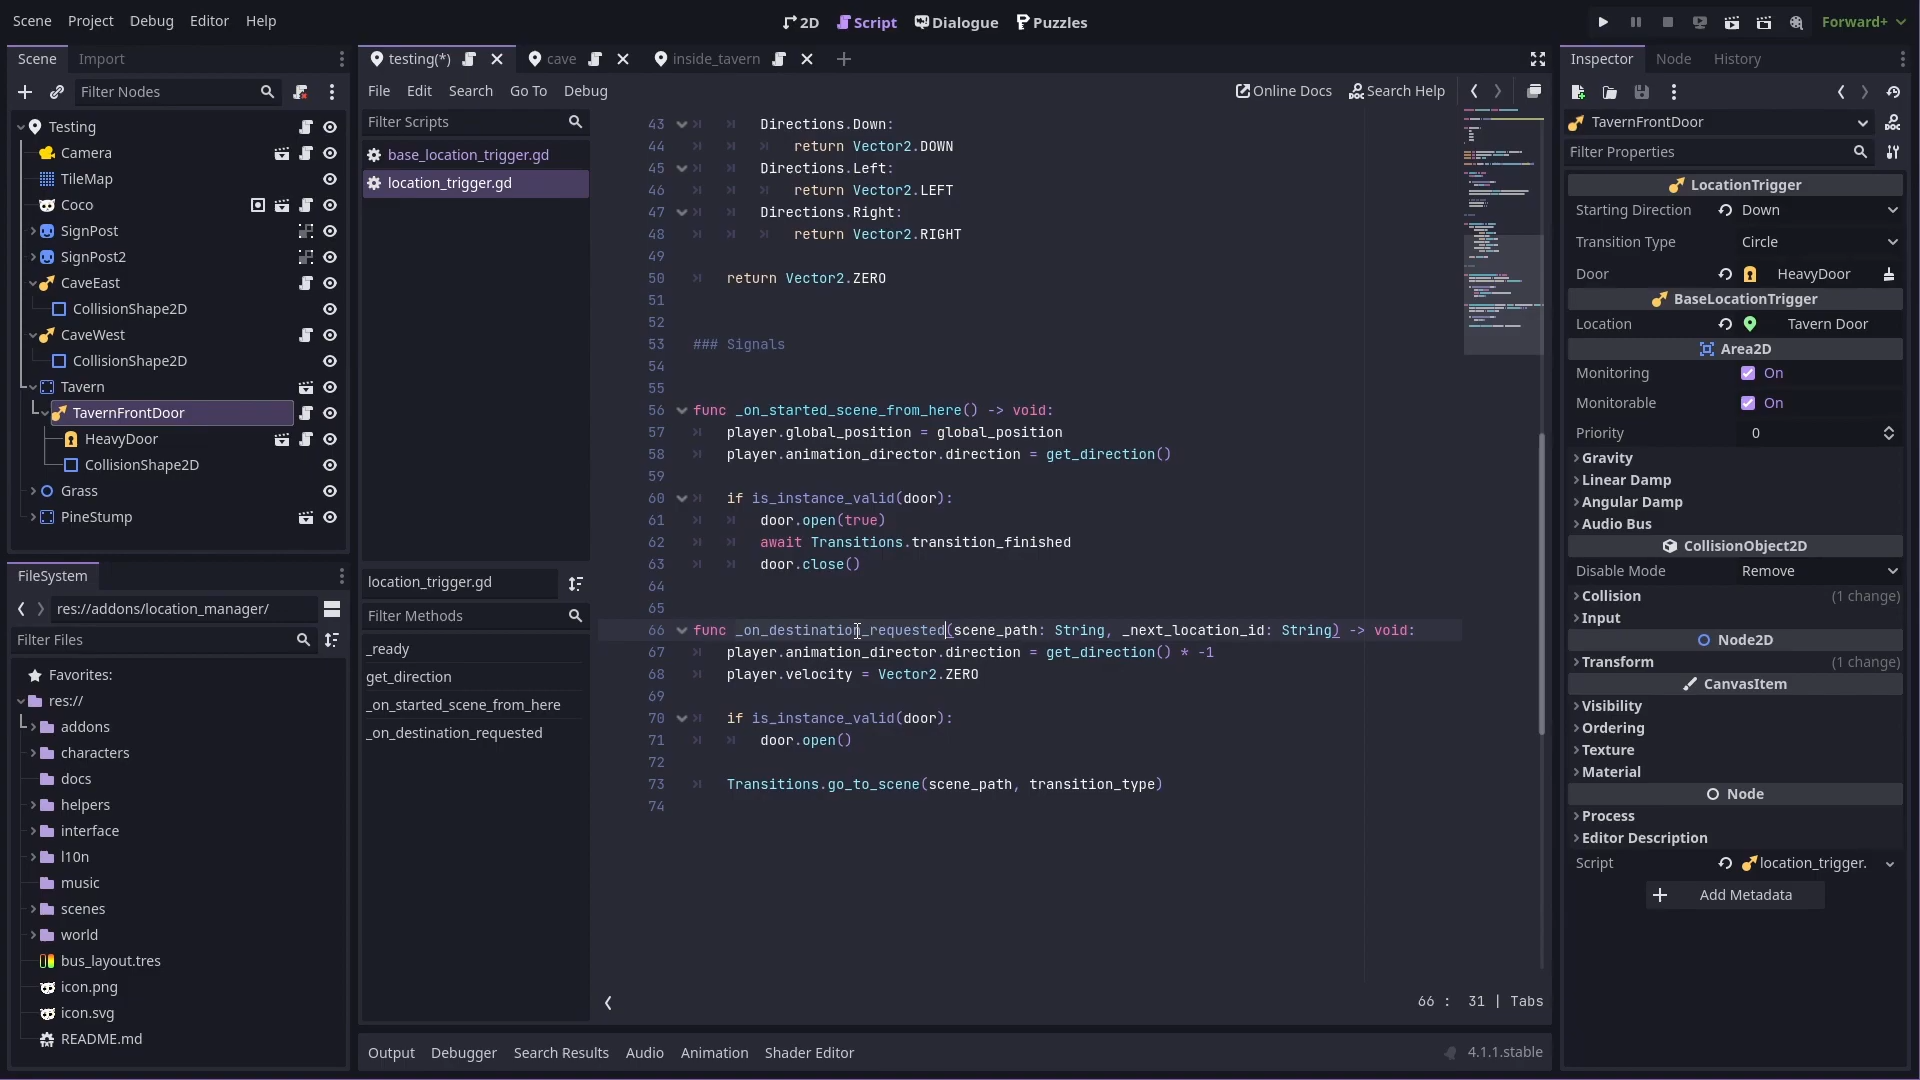 Scene Project Debug Editor Help
2D Script Dialogue Puzzles
Forward+
Scene Import
Filter Nodes
Testing
Camera
TileMap
Coco
SignPost
SignPost2
CaveEast
CollisionShape2D
CaveWest
CollisionShape2D
Tavern
TavernFrontDoor
HeavyDoor
CollisionShape2D
Grass
PineStump
FileSystem
res://addons/location_manager/
Filter Files
Favorites:
res://
addons
characters
docs
helpers
interface
l10n
music
scenes
world
bus_layout.tres
icon.png
icon.svg
README.md
testing(*) cave inside_tavern
File Edit Search Go To Debug
Online Docs Search Help
Filter Scripts
base_location_trigger.gd
location_trigger.gd
location_trigger.gd
Filter Methods
_ready
get_direction
_on_started_scene_from_here
_on_destination_requested
43 Directions.Down:
44 return Vector2.DOWN
45 Directions.Left:
46 return Vector2.LEFT
47 Directions.Right:
48 return Vector2.RIGHT
49
50 return Vector2.ZERO
51
52
53 ### Signals
54
55
56 func _on_started_scene_from_here() -> void:
57 player.global_position = global_position
58 player.animation_director.direction = get_direction()
59
60 if is_instance_valid(door):
61 door.open(true)
62 await Transitions.transition_finished
63 door.close()
64
65
66 func _on_destination_requested(scene_path: String, _next_location_id: String) -> void:
67 player.animation_director.direction = get_direction() * -1
68 player.velocity = Vector2.ZERO
69
70 if is_instance_valid(door):
71 door.open()
72
73 Transitions.go_to_scene(scene_path, transition_type)
74
66 : 31 | Tabs
Output Debugger Search Results Audio Animation Shader Editor
4.1.1.stable
Inspector Node History
TavernFrontDoor
Filter Properties
LocationTrigger
Starting Direction Down
Transition Type Circle
Door HeavyDoor
BaseLocationTrigger
Location Tavern Door
Area2D
Monitoring On
Monitorable On
Priority 0
Gravity
Linear Damp
Angular Damp
Audio Bus
CollisionObject2D
Disable Mode Remove
Collision (1 change)
Input
Node2D
Transform (1 change)
CanvasItem
Visibility
Ordering
Texture
Material
Node
Process
Editor Description
Script location_trigger.
Add Metadata